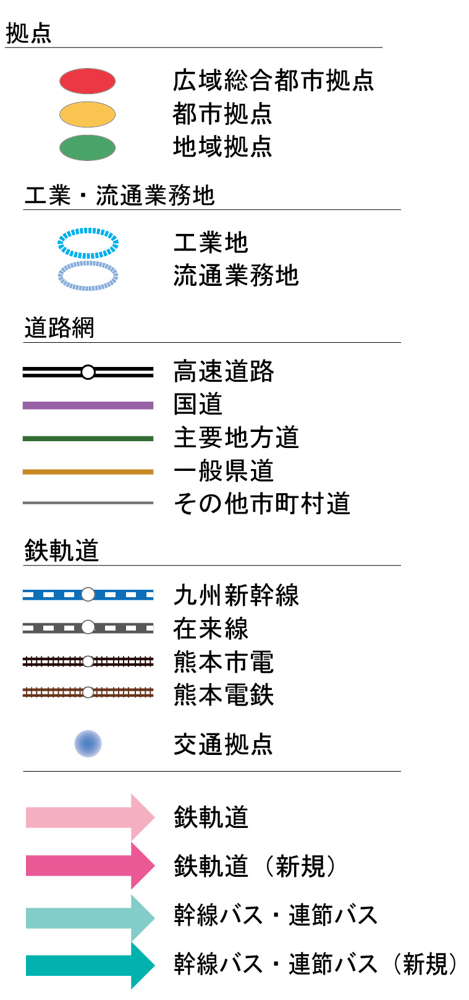 拠点
広域総合都市拠点
都市拠点
地域拠点
工業・流通業務地
工業地
流通業務地
道路網
高速道路
国道
主要地方道
一般県道
その他市町村道
鉄軌道
九州新幹線
在来線
熊本市電
熊本電鉄
交通拠点
鉄軌道
鉄軌道（新規）
幹線バス・連節バス
幹線バス・連節バス（新規）